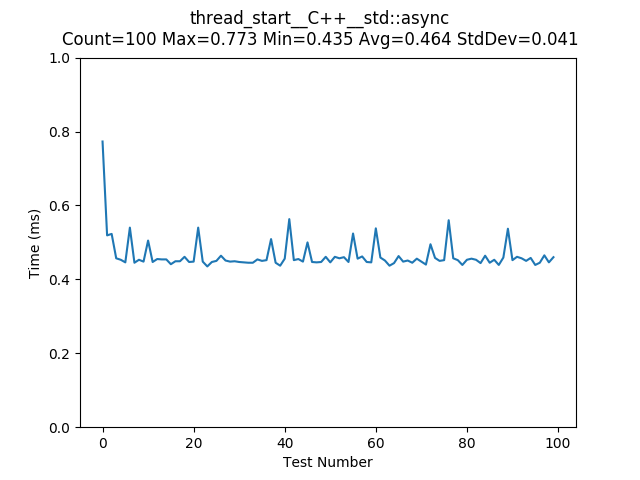 thread_start__C++__std::async
Count=100 Max=0.773 Min=0.435 Avg=0.464 StdDev=0.041
1.0
0.8
0.6
0.4
0.2
0.0
Time (ms)
0 20 40 60 80 100
Test Number